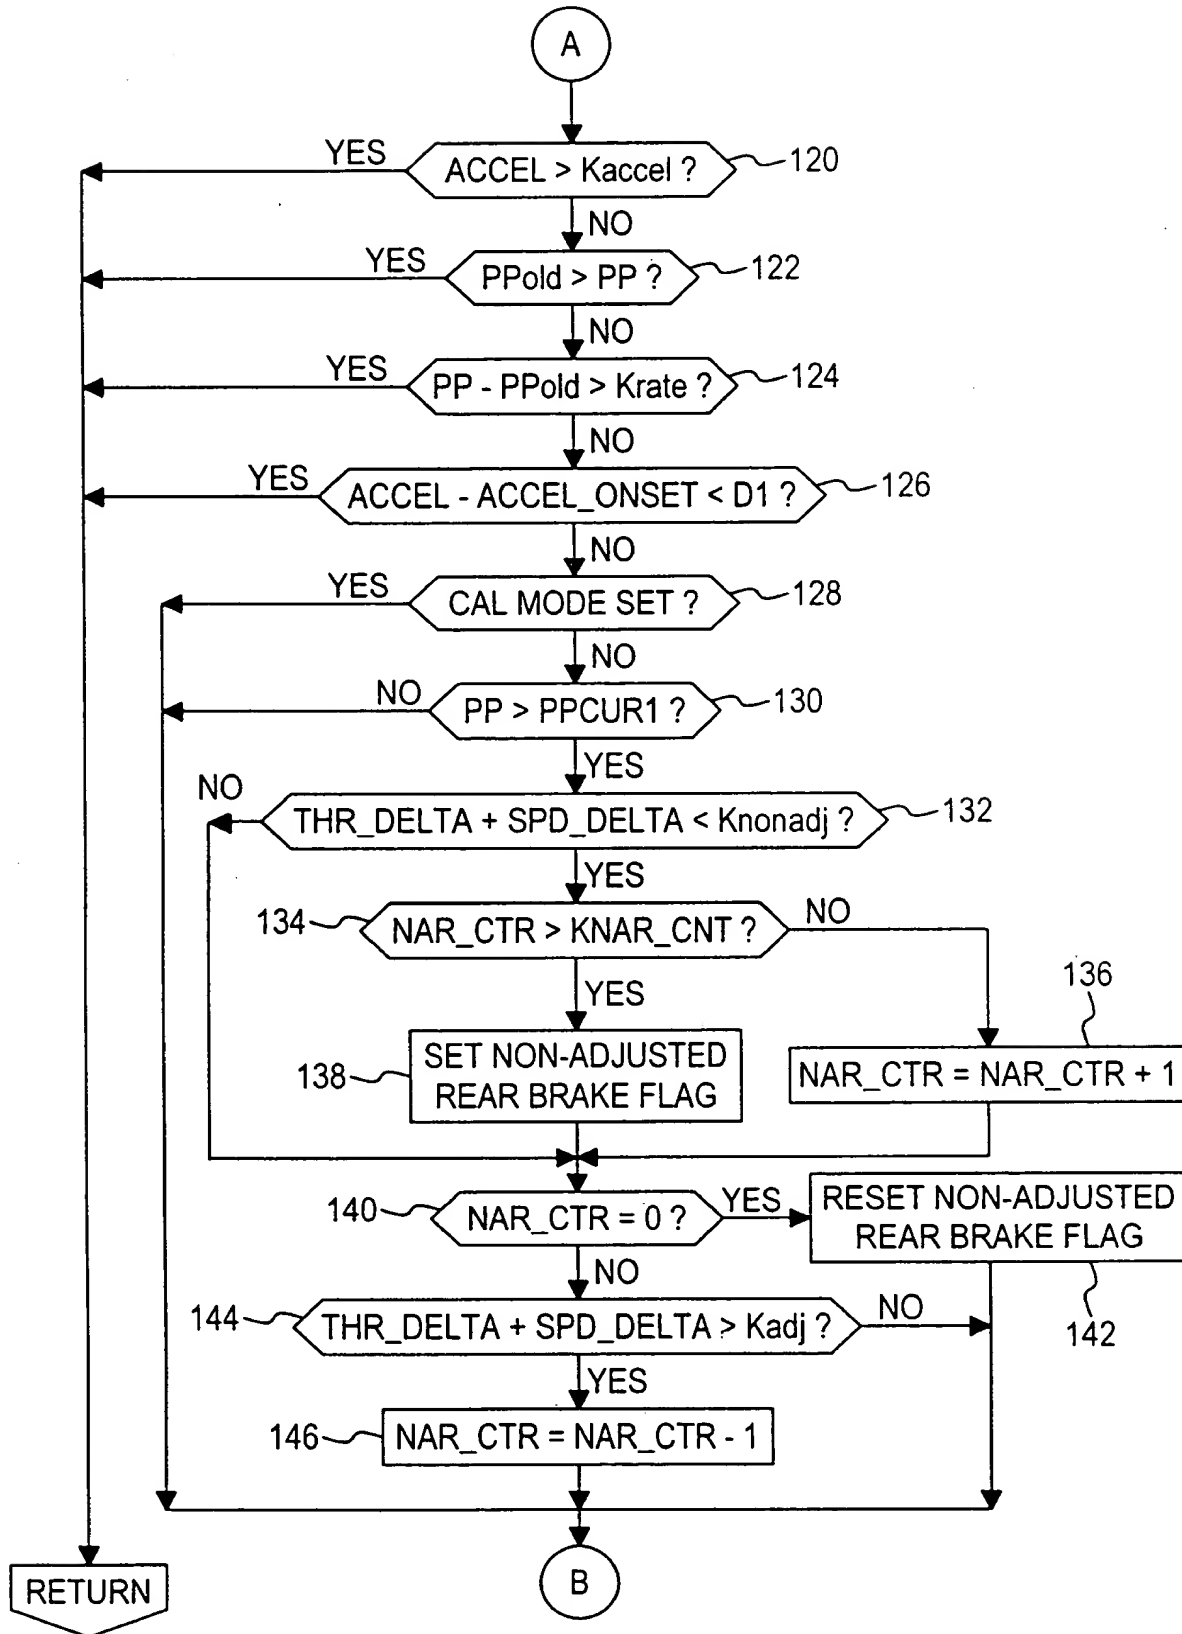 A
YES
ACCEL > Kaccel ?
120
NO
YES
PPold > PP ?
122
NO
YES
PP - PPold > Krate ?
124
NO
YES
ACCEL - ACCEL_ONSET < D1 ?
126
NO
YES
CAL MODE SET ?
128
NO
NO
PP > PPCUR1 ?
130
YES
NO
THR_DELTA + SPD_DELTA < Knonadj ?
132
YES
134
NAR_CTR > KNAR_CNT ?
NO
YES
136
138
SET NON-ADJUSTED
REAR BRAKE FLAG
NAR_CTR = NAR_CTR + 1
140
NAR_CTR = 0 ?
YES
RESET NON-ADJUSTED
REAR BRAKE FLAG
NO
144
THR_DELTA + SPD_DELTA > Kadj ?
NO
142
YES
146
NAR_CTR = NAR_CTR - 1
RETURN
B